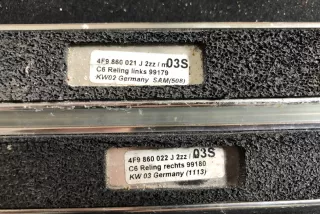 4F9 860 021 J 2zz / m 03S
C6 Reling links 99179
KW02 Germany SAM(508)
4F9 860 022 J 2zz / 03S
C6 Reling rechts 99180
KW 03 Germany (1113)